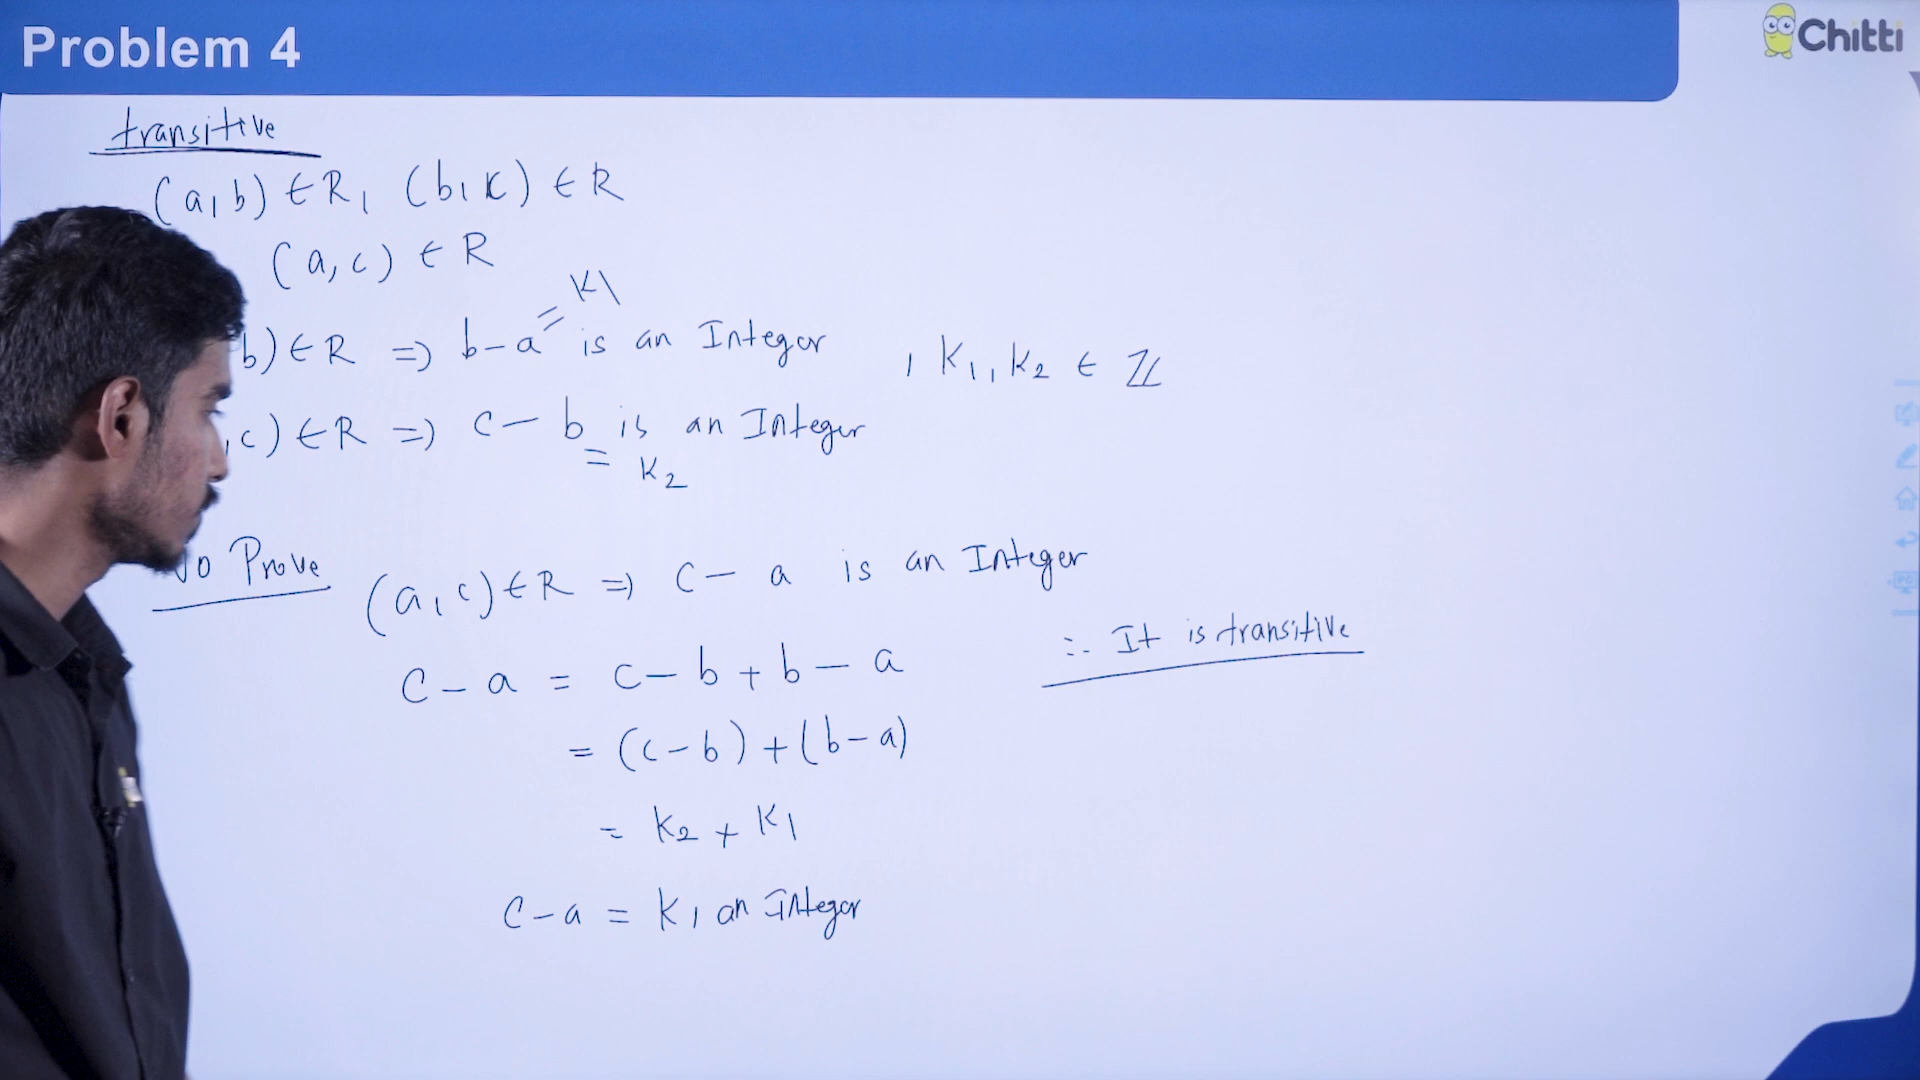 Problem 4
Chitti
transitive
(a,b) ∈ R, (b,c) ∈ R
(a,c) ∈ R
= K1
b) ∈ R ⇒ b-a is an Integer , K1, K2 ∈ ℤ
,c) ∈ R ⇒ c-b is an Integer
= K2
To Prove (a,c) ∈ R ⇒ c-a is an Integer
∴ It is transitive
c-a = c-b+b-a
= (c-b)+(b-a)
= K2 + K1
c-a = K, an Integer